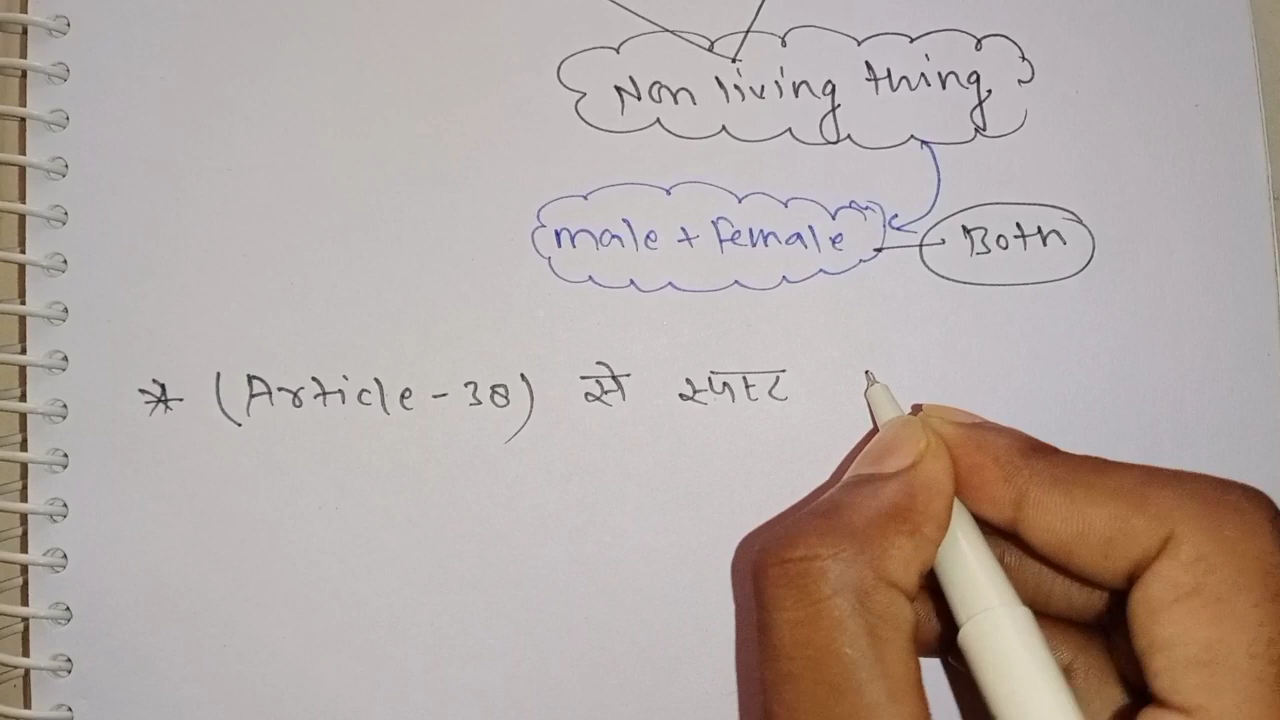 Non living thing
male + Female
Both
* (Article-38) से स्पष्ट